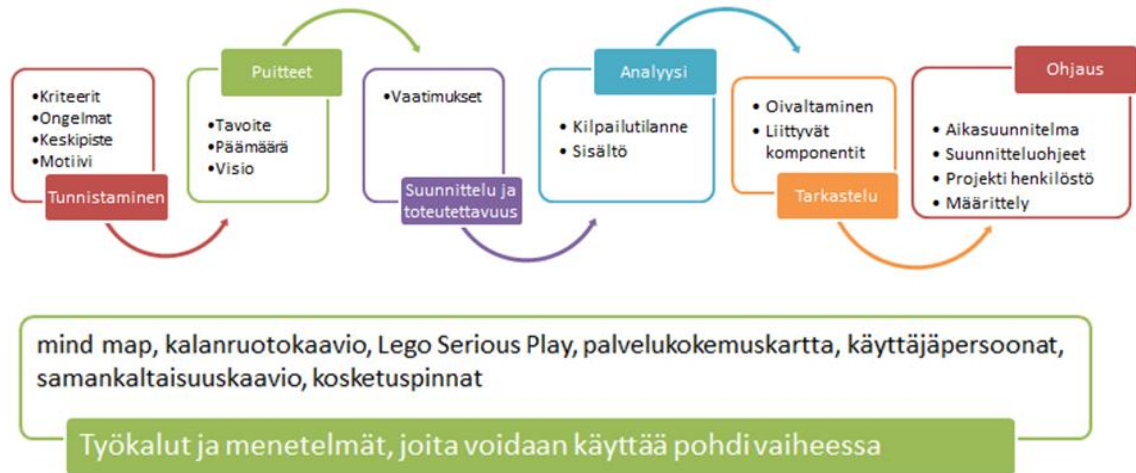 •Kriteerit
•Ongelmat
•Keskipiste
•Motiivi
Tunnistaminen
Puitteet
•Tavoite
•Päämäärä
•Visio
•Vaatimukset
Suunnittelu ja
toteutettavuus
Analyysi
• Kilpailutilanne
• Sisältö
• Oivaltaminen
• Liittyvät
komponentit
Tarkastelu
Ohjaus
• Aikasuunnitelma
• Suunnitteluohjeet
• Projekti henkilöstö
• Määrittely
mind map, kalanruotokaavio, Lego Serious Play, palvelukokemuskartta, käyttäjäpersoonat,
samankaltaisuuskaavio, kosketuspinnat
Työkalut ja menetelmät, joita voidaan käyttää pohdi vaiheessa